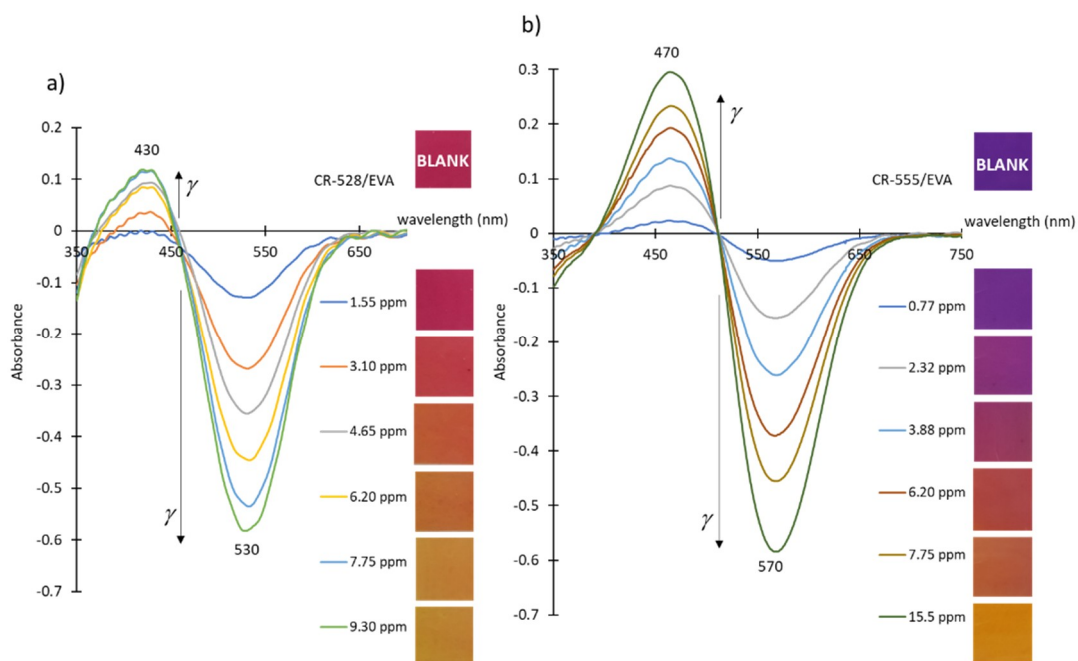 a)
0.2
0.1
0
-0.1
-0.2
-0.3
-0.4
-0.5
-0.6
-0.7
Absorbance
430
γ
350
450
550
650
530
γ
CR-528/EVA
BLANK
wavelength (nm)
1.55 ppm
3.10 ppm
4.65 ppm
6.20 ppm
7.75 ppm
9.30 ppm
b)
0.3
0.2
0.1
0
-0.1
-0.2
-0.3
-0.4
-0.5
-0.6
-0.7
Absorbance
470
γ
350
450
550
650
750
570
γ
CR-555/EVA
BLANK
wavelength (nm)
0.77 ppm
2.32 ppm
3.88 ppm
6.20 ppm
7.75 ppm
15.5 ppm